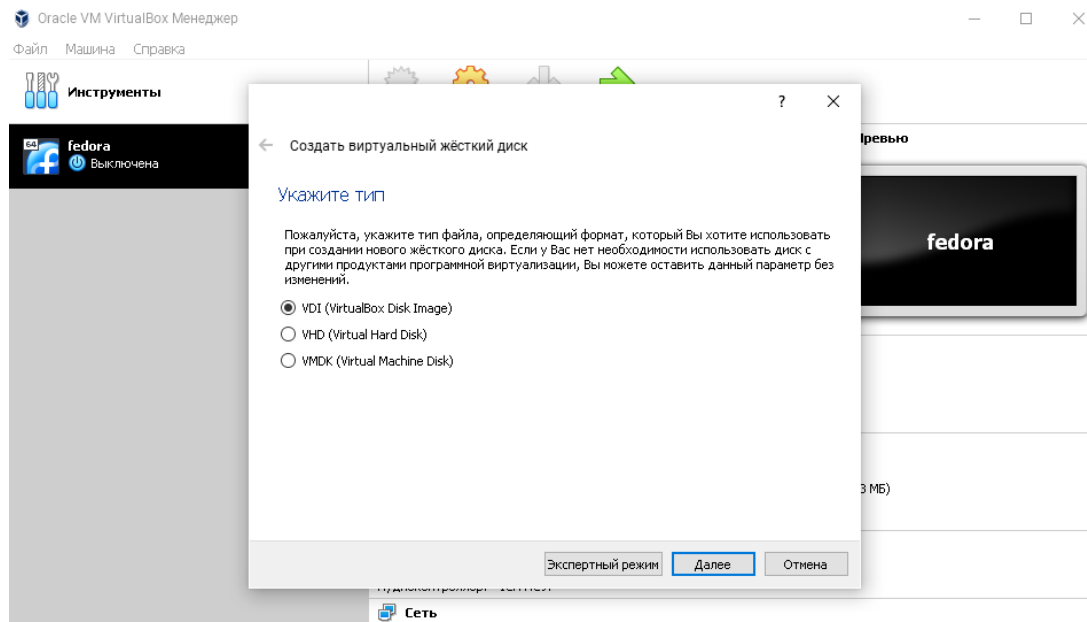 Oracle VM VirtualBox Менеджер
Файл Машина Справка
Инструменты
64
fedora
Выключена
? 
Создать виртуальный жёсткий диск
Укажите тип
Пожалуйста, укажите тип файла, определяющий формат, который Вы хотите использовать
при создании нового жёсткого диска. Если у Вас нет необходимости использовать диск с
другими продуктами программной виртуализации, Вы можете оставить данный параметр без
изменений.
VDI (VirtualBox Disk Image)
VHD (Virtual Hard Disk)
VMDK (Virtual Machine Disk)
Экспертный режим Далее Отмена
Превью
fedora
3 МБ)
Сеть